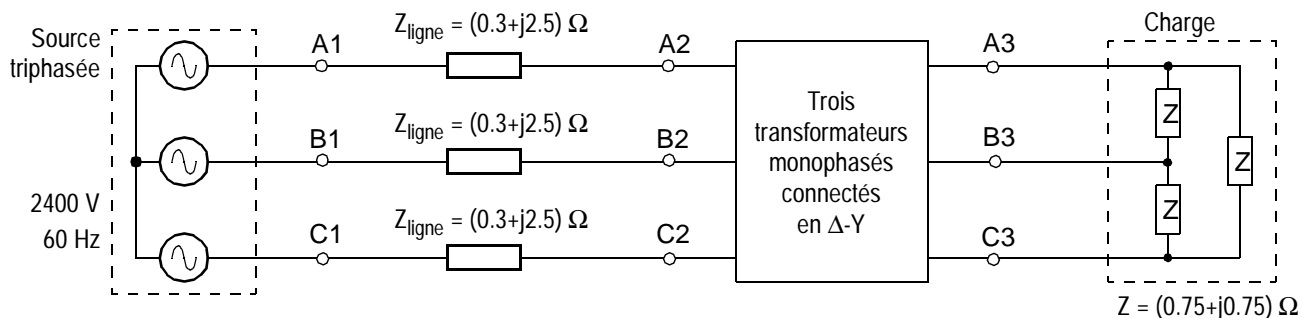 Source
triphasée
2400 V
60 Hz
A1
B1
C1
Z_ligne = (0.3+j2.5) Ω
Z_ligne = (0.3+j2.5) Ω
Z_ligne = (0.3+j2.5) Ω
A2
B2
C2
Trois
transformateurs
monophasés
connectés
en Δ-Y
A3
B3
C3
Charge
Z
Z
Z
Z = (0.75+j0.75) Ω